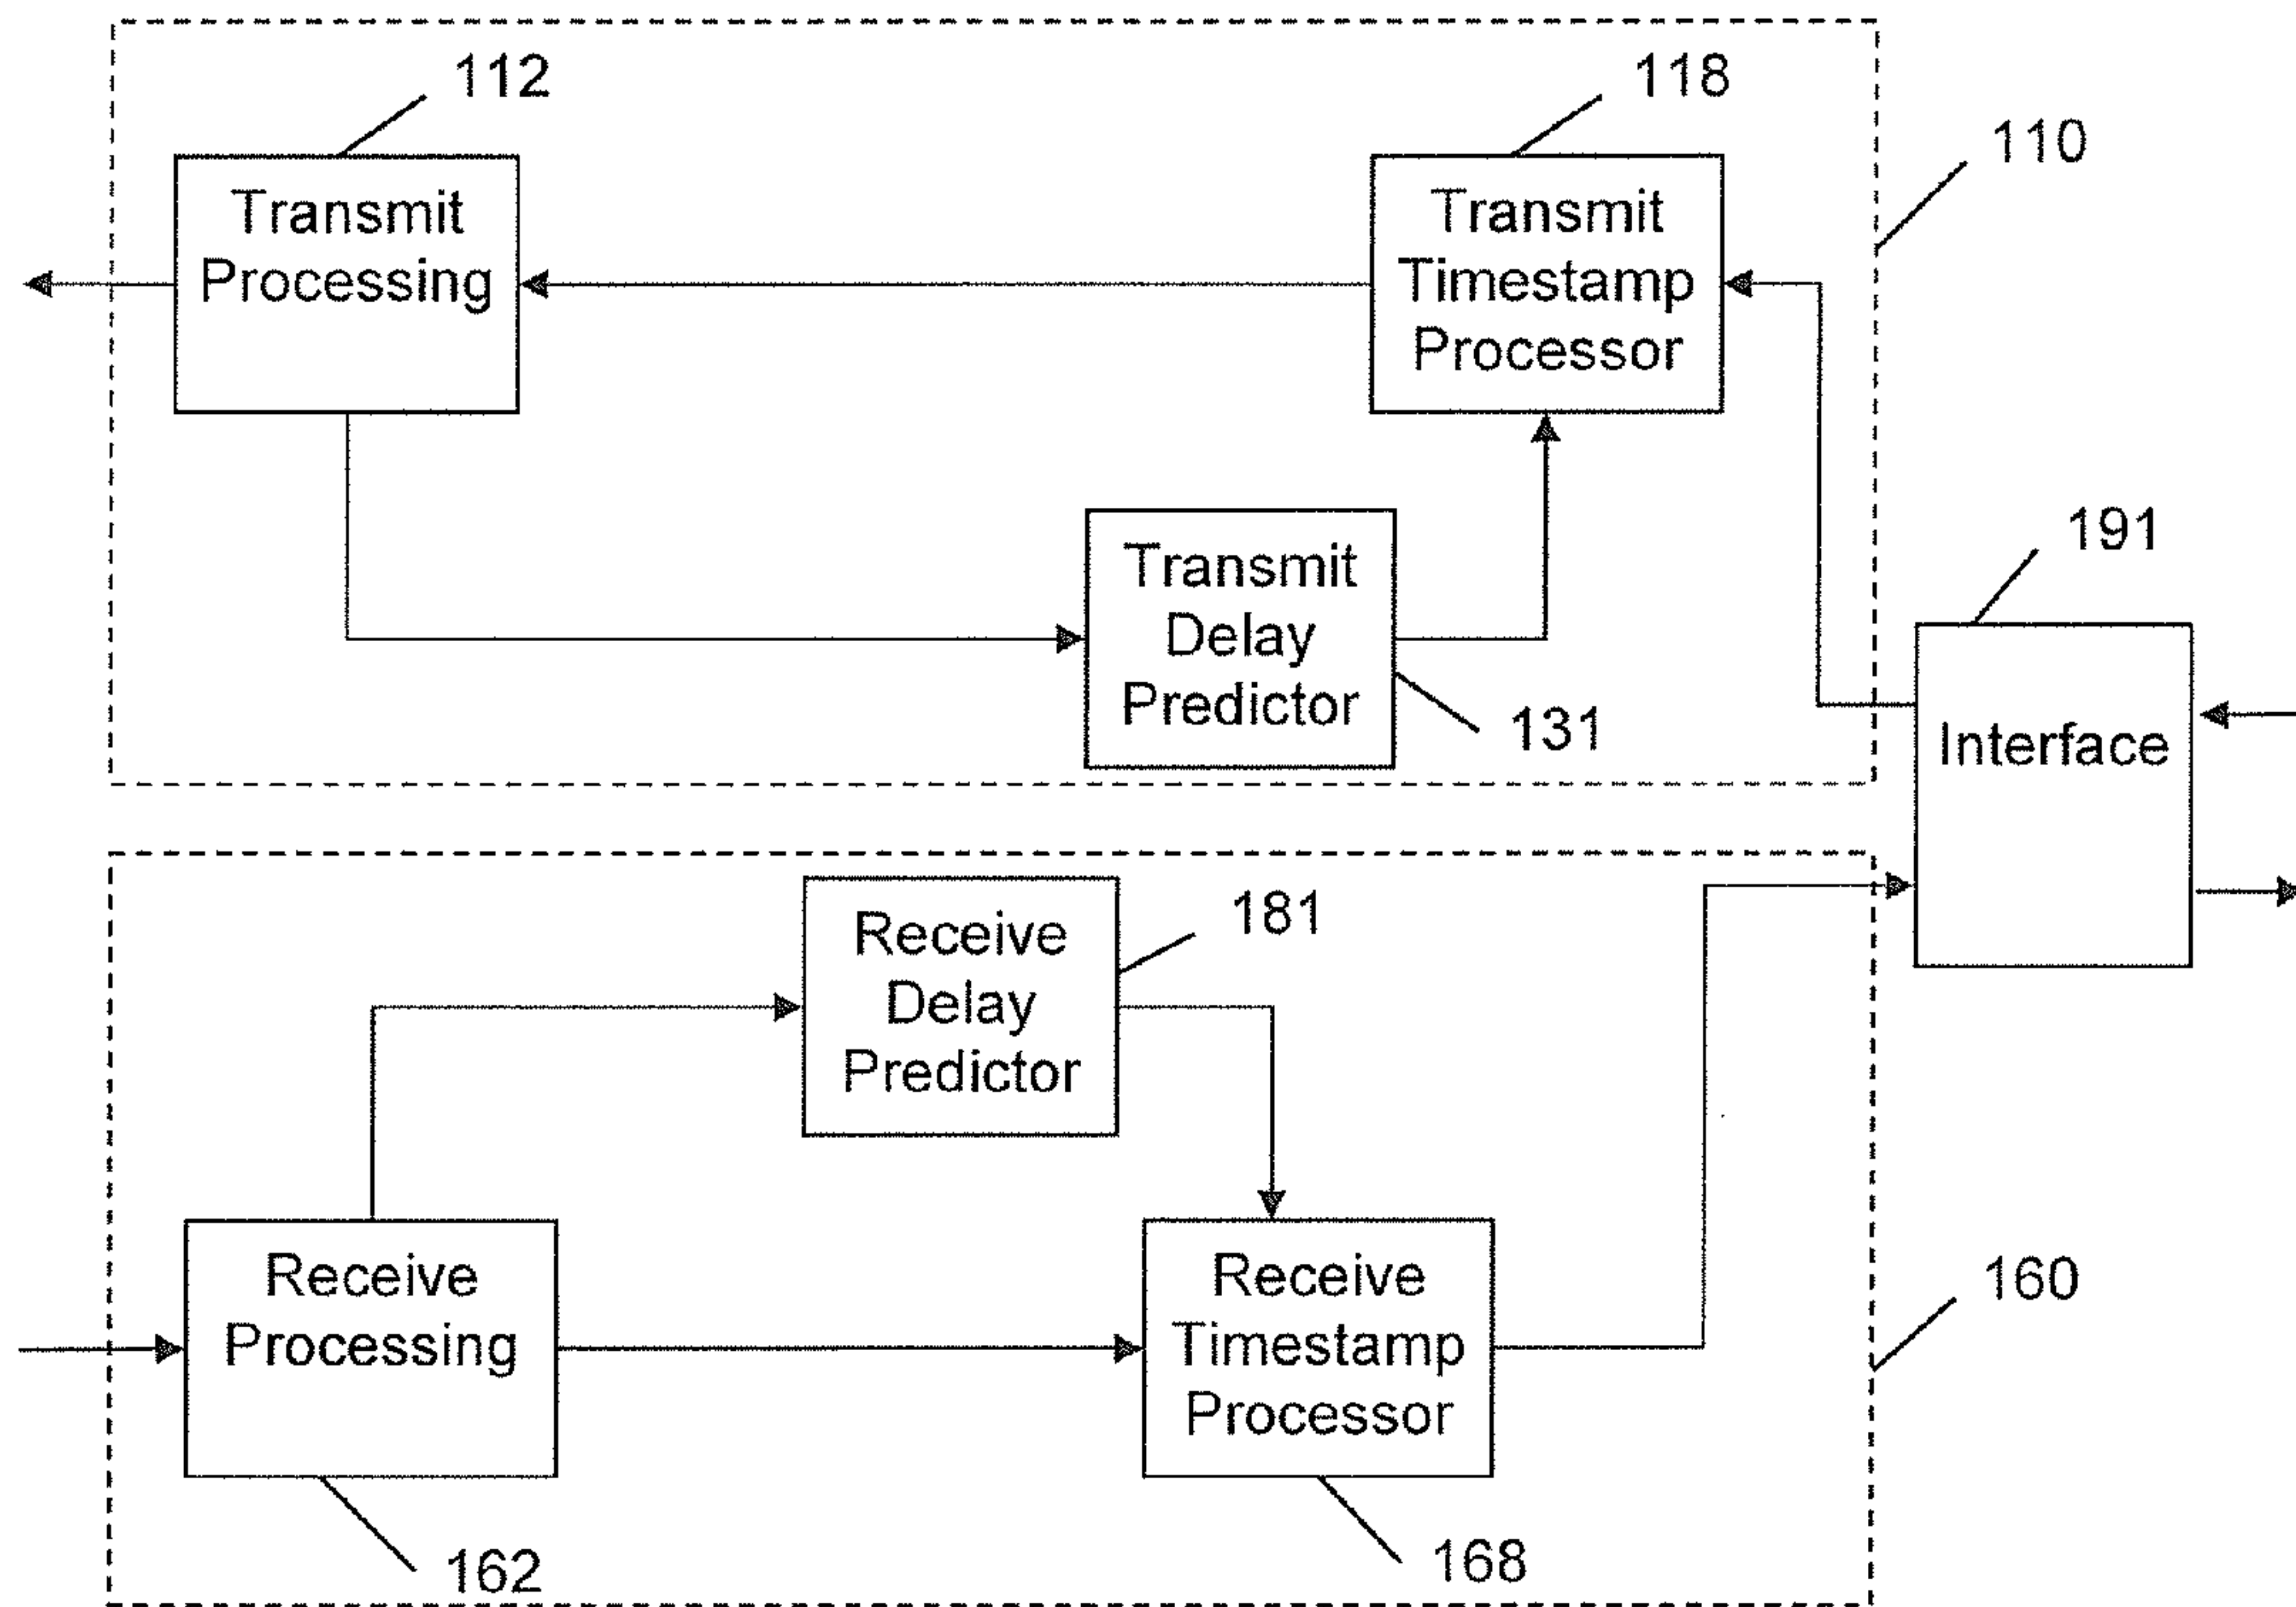 112
118
110
Transmit
Processing
Transmit
Timestamp
Processor
191
Transmit
Delay
Predictor
131
Interface
181
Receive
Delay
Predictor
160
Receive
Processing
Receive
Timestamp
Processor
162
168